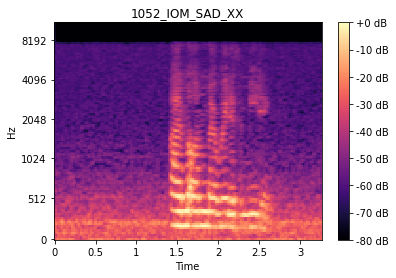 1052_IOM_SAD_XX
+0 dB
8192
-10 dB
-20 dB
4096
-30 dB
Hz
2048
-40 dB
1024
-50 dB
-60 dB
512
-70 dB
0
-80 dB
0 0.5 1 1.5 2 2.5 3
Time